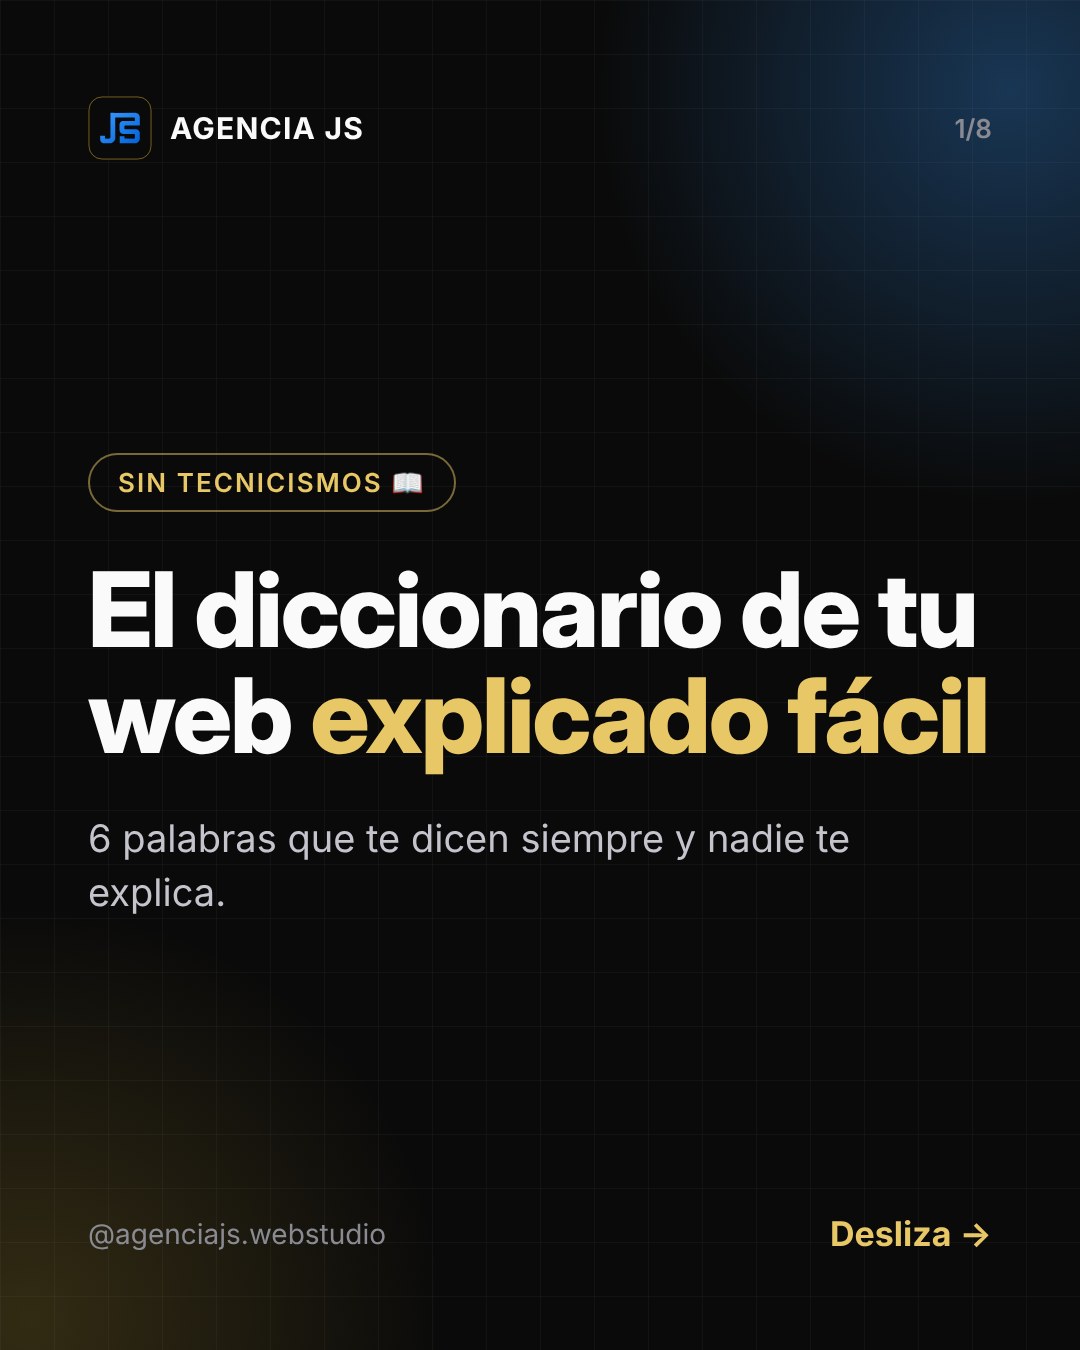 JS
AGENCIA JS
1/8
SIN TECNICISMOS 📖
El diccionario de tu
web explicado fácil
6 palabras que te dicen siempre y nadie te
explica.
@agenciajs.webstudio
Desliza →